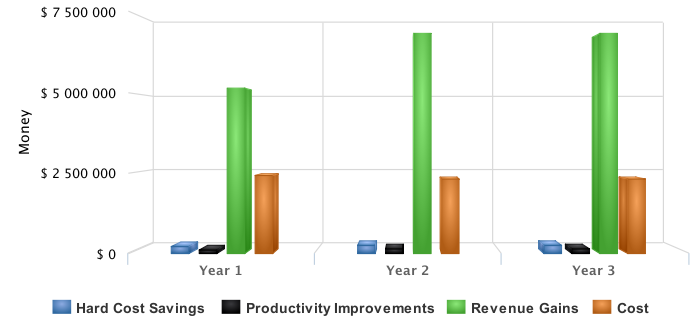 $ 7 500 000
$ 5 000 000
Money
$ 2 500 000
$ 0
Year 1 Year 2 Year 3
Hard Cost Savings Productivity Improvements Revenue Gains Cost